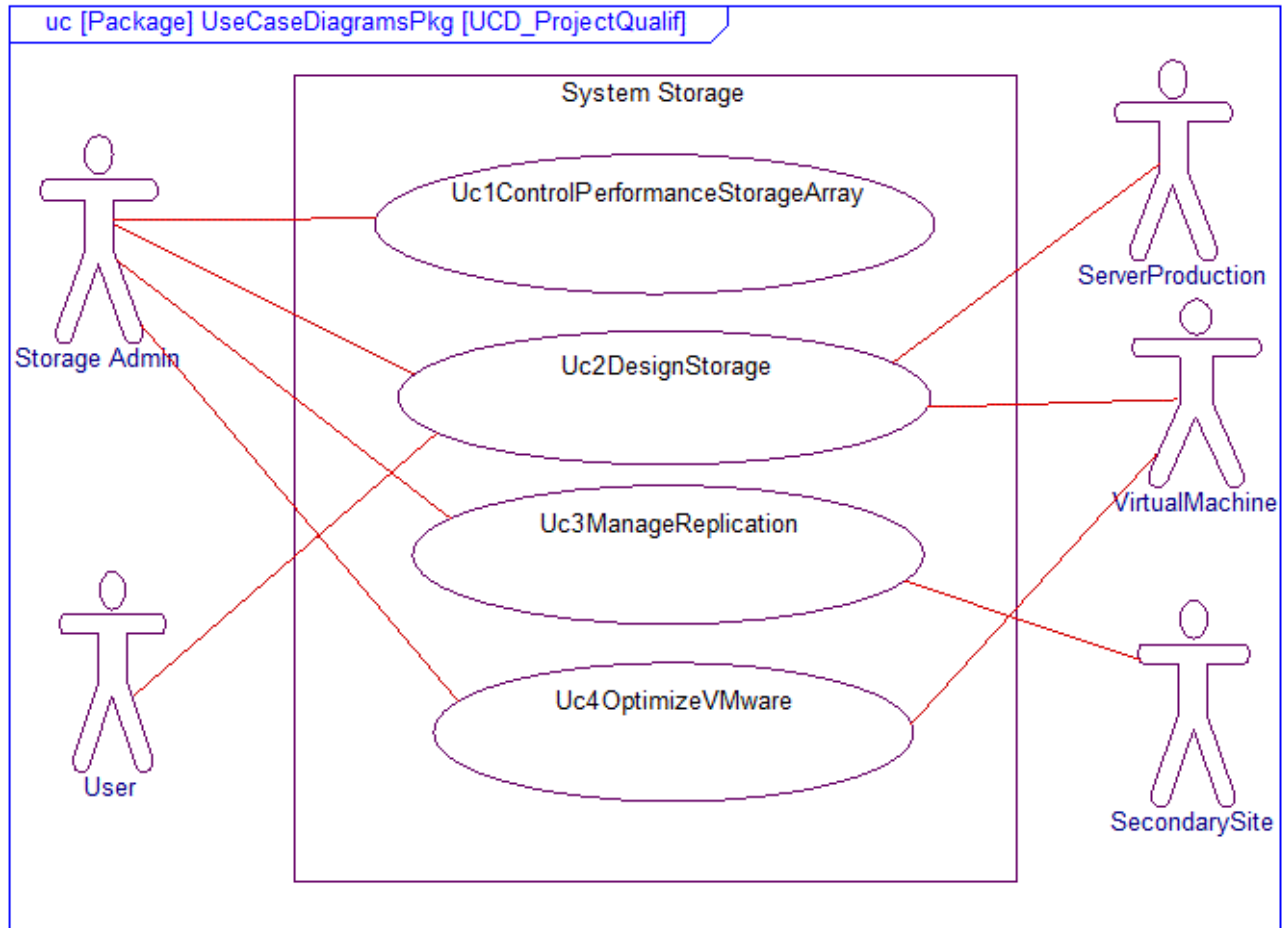 uc [Package] UseCaseDiagramsPkg [UCD_ProjectQualif]
System Storage
Uc1ControlPerformanceStorageArray
ServerProduction
Storage Admin
Uc2DesignStorage
VirtualMachine
Uc3ManageReplication
Uc4OptimizeVMware
User
SecondarySite